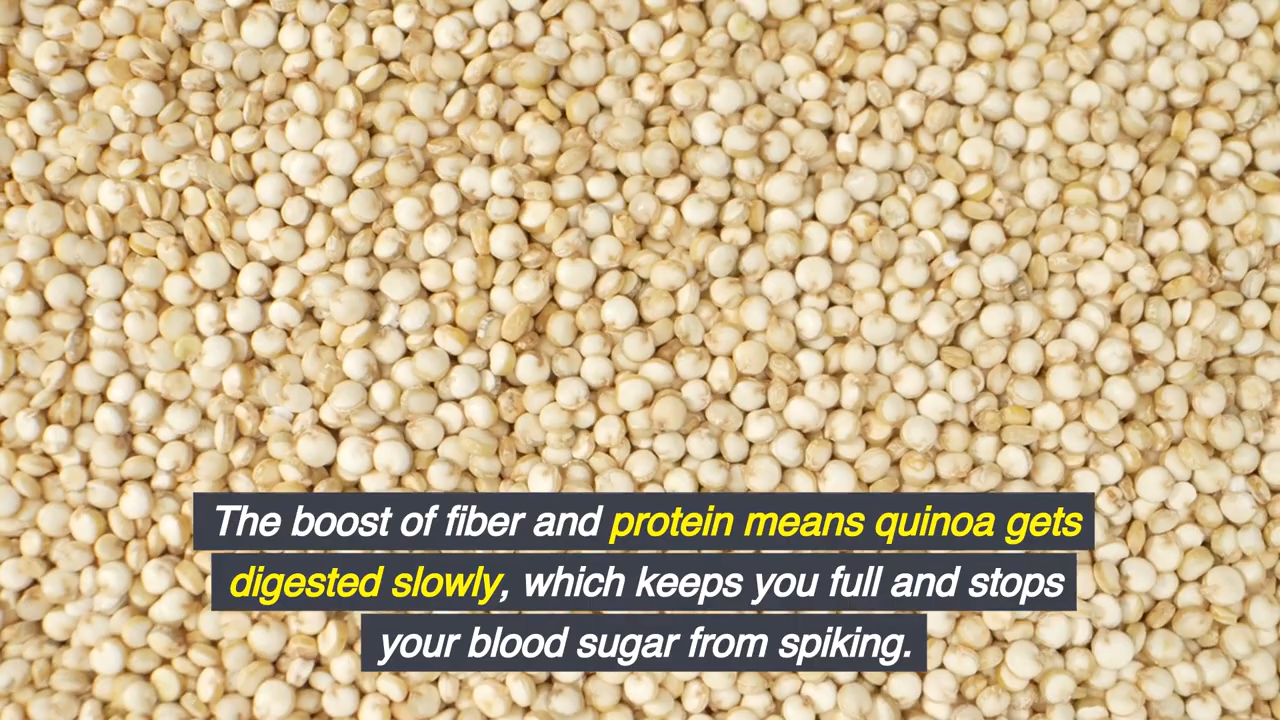 The boost of fiber and protein means quinoa gets
digested slowly, which keeps you full and stops
your blood sugar from spiking.